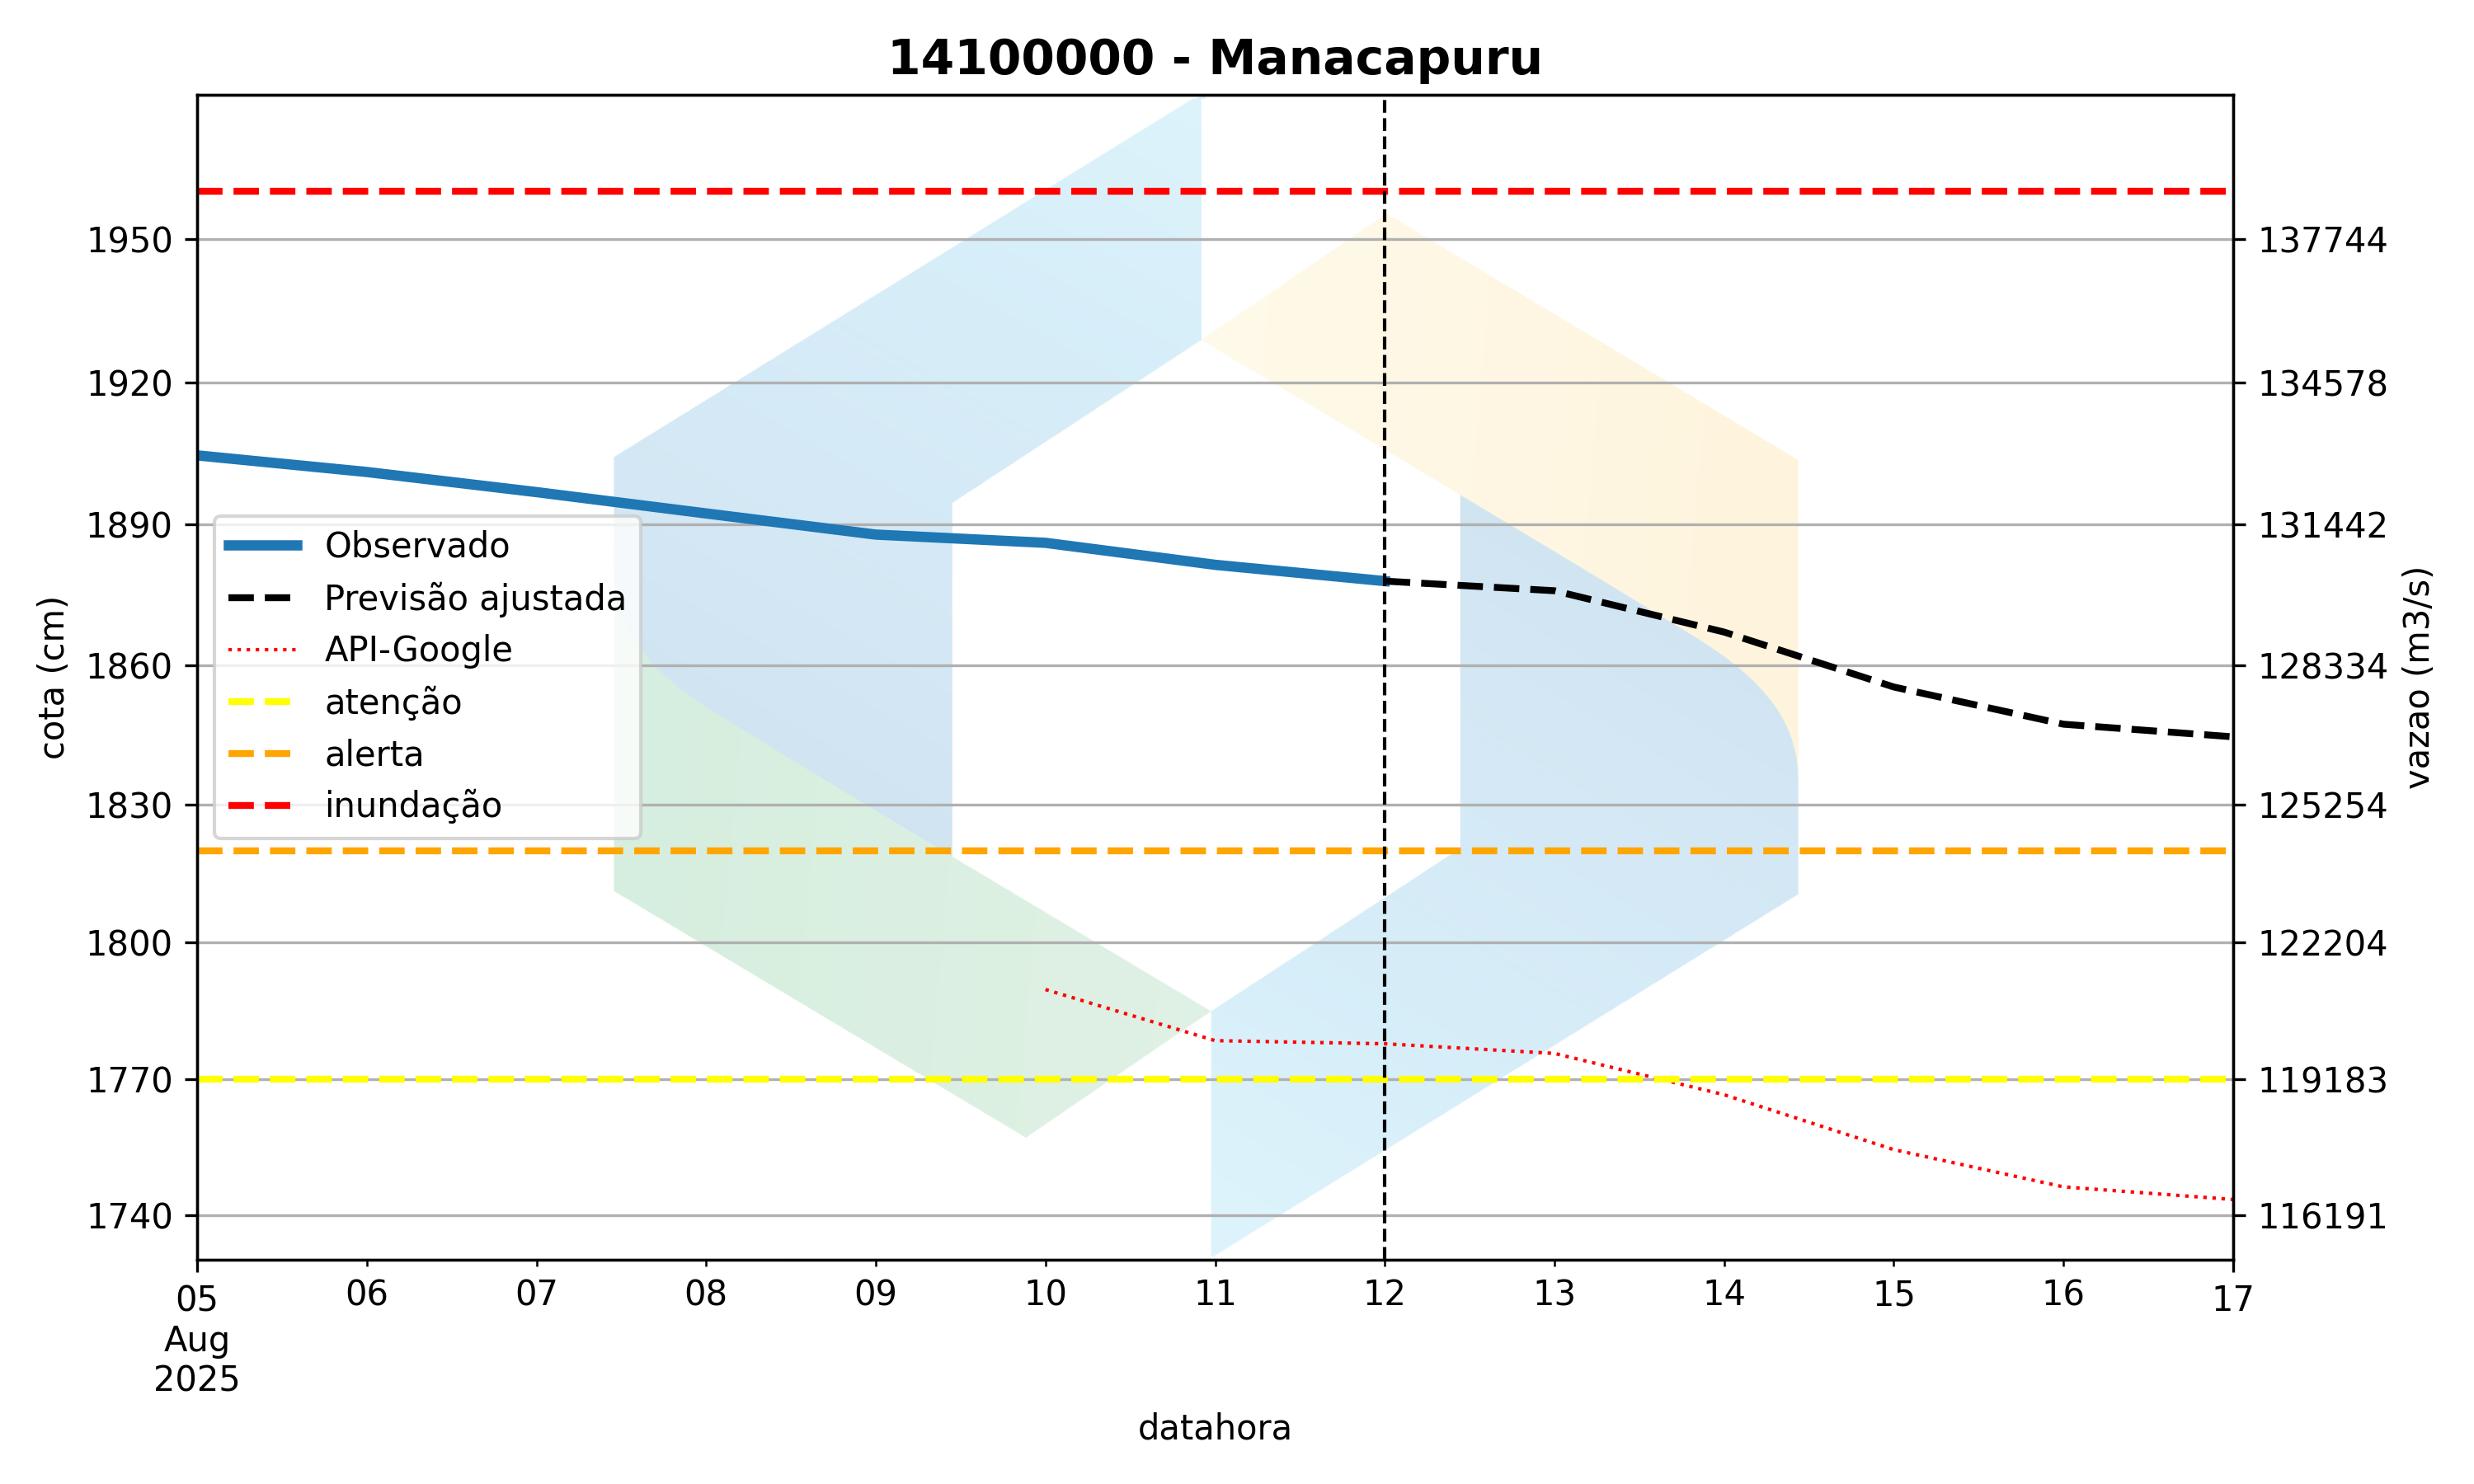 14100000 - Manacapuru
1950
1920
1890
1860
1830
1800
1770
1740
cota (cm)
137744
134578
131442
128334
125254
122204
119183
116191
vazao (m3/s)
Observado
Previsão ajustada
API-Google
atenção
alerta
inundação
05 06 07 08 09 10 11 12 13 14 15 16 17
Aug
2025
datahora